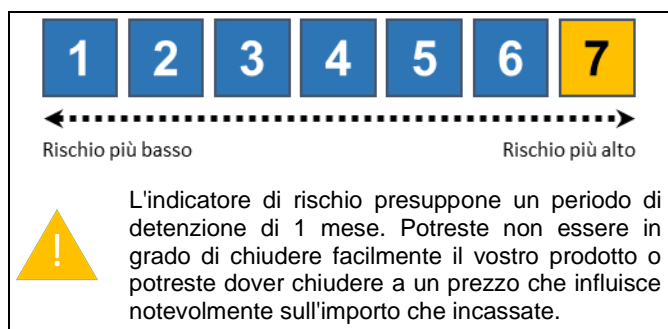 1 2 3 4 5 6 7
Rischio più basso Rischio più alto
L'indicatore di rischio presuppone un periodo di
detenzione di 1 mese. Potreste non essere in
grado di chiudere facilmente il vostro prodotto o
potreste dover chiudere a un prezzo che influisce
notevolmente sull'importo che incassate.
!